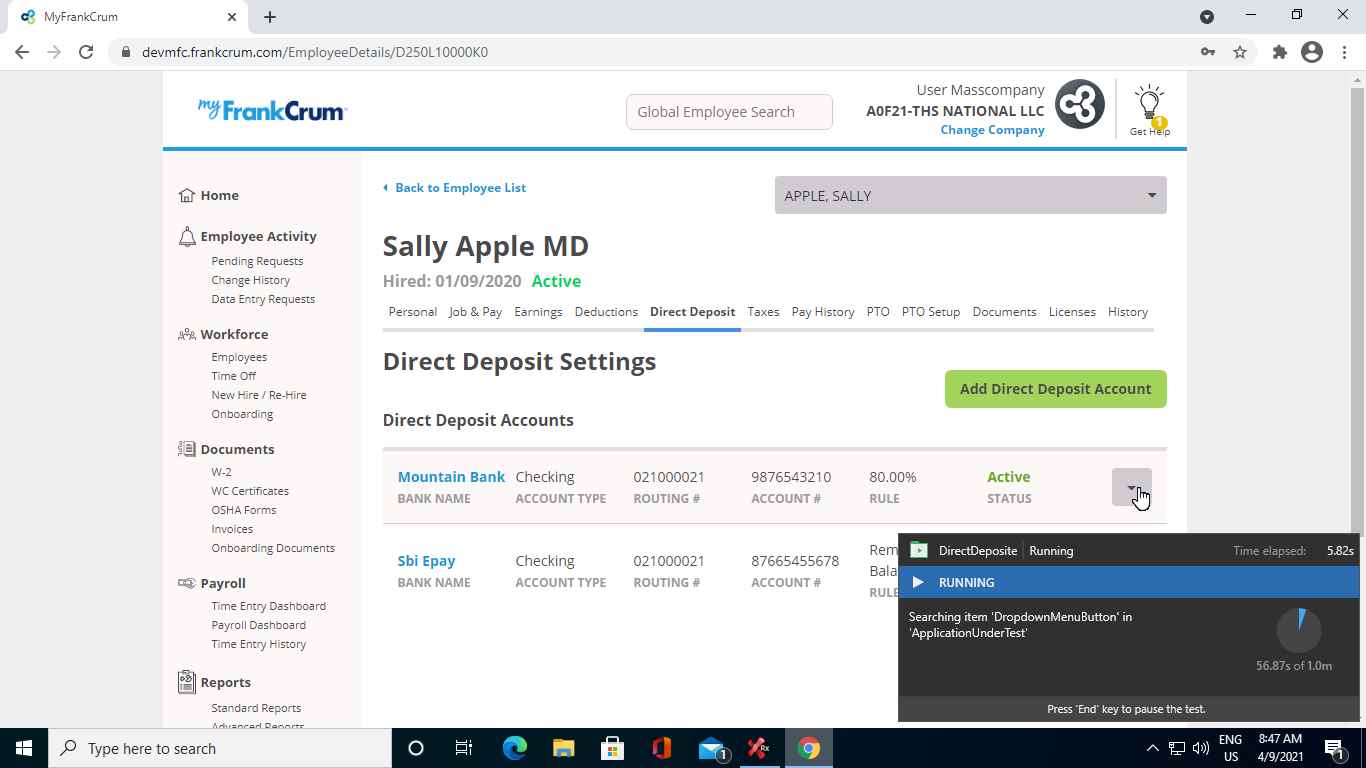 MyFrankCrum
devmfc.frankcrum.com/EmployeeDetails/D250L10000K0
myFrankCrum
Global Employee Search
User Masscompany
A0F21-THS NATIONAL LLC
Change Company
1
Get Help
Home
Employee Activity
Pending Requests
Change History
Data Entry Requests
Workforce
Employees
Time Off
New Hire / Re-Hire
Onboarding
Documents
W-2
WC Certificates
OSHA Forms
Invoices
Onboarding Documents
Payroll
Time Entry Dashboard
Payroll Dashboard
Time Entry History
Reports
Standard Reports
Advanced Reports
Back to Employee List
APPLE, SALLY
Sally Apple MD
Hired: 01/09/2020 Active
Personal Job & Pay Earnings Deductions Direct Deposit Taxes Pay History PTO PTO Setup Documents Licenses History
Direct Deposit Settings
Add Direct Deposit Account
Direct Deposit Accounts
Mountain Bank Checking 021000021 9876543210 80.00% Active
BANK NAME ACCOUNT TYPE ROUTING # ACCOUNT # RULE STATUS
Sbi Epay Checking 021000021 87665455678 Rem
Bala
BANK NAME ACCOUNT TYPE ROUTING # ACCOUNT # RULE
DirectDeposite Running Time elapsed: 5.82s
RUNNING
Searching item 'DropdownMenuButton' in
'ApplicationUnderTest'
56.87s of 1.0m
Press 'End' key to pause the test.
Type here to search
1
Rx
ENG
US
8:47 AM
4/9/2021
1